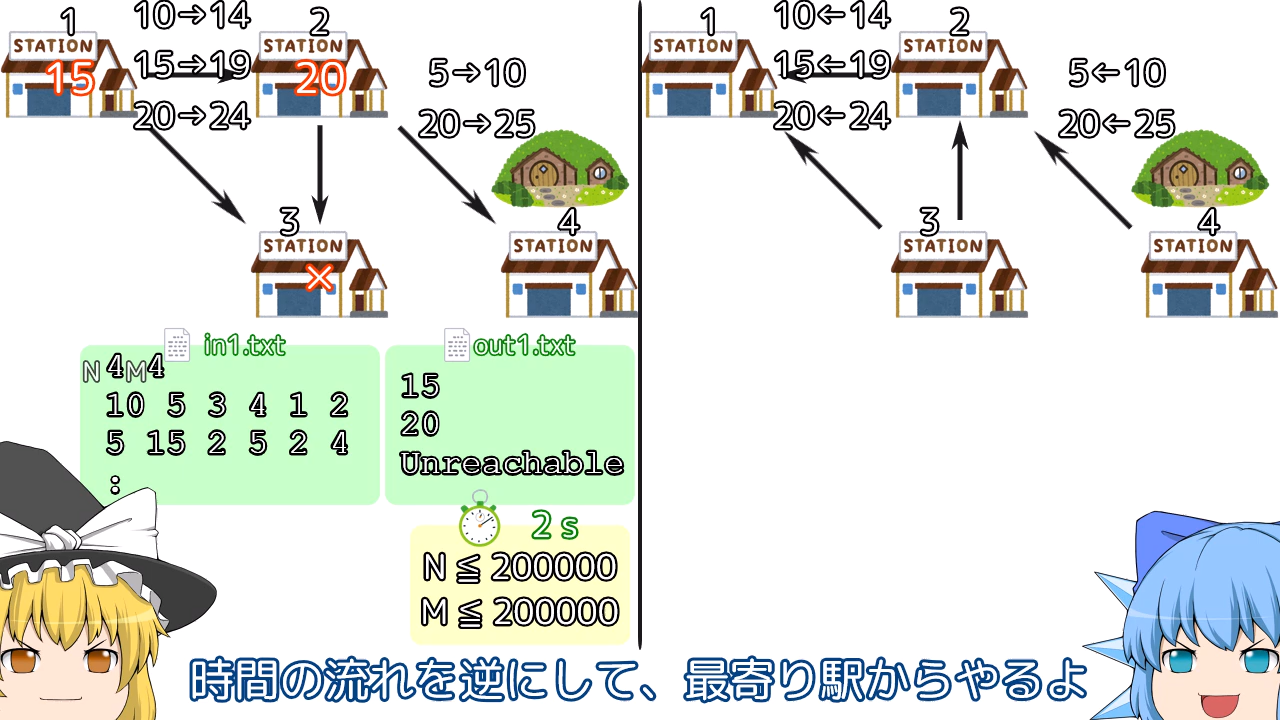 1
STATION
15
10→14
15→19
20→24
2
STATION
20
5→10
20→25
3
STATION
×
4
STATION
in1.txt
N 4 M 4
10 5 3 4 1 2
5 15 2 5 2 4
:
out1.txt
15
20
Unreachable
2 s
N ≦ 200000
M ≦ 200000
1
STATION
10←14
15←19
20←24
2
STATION
5←10
20←25
3
STATION
4
STATION
時間の流れを逆にして、最寄り駅からやるよ